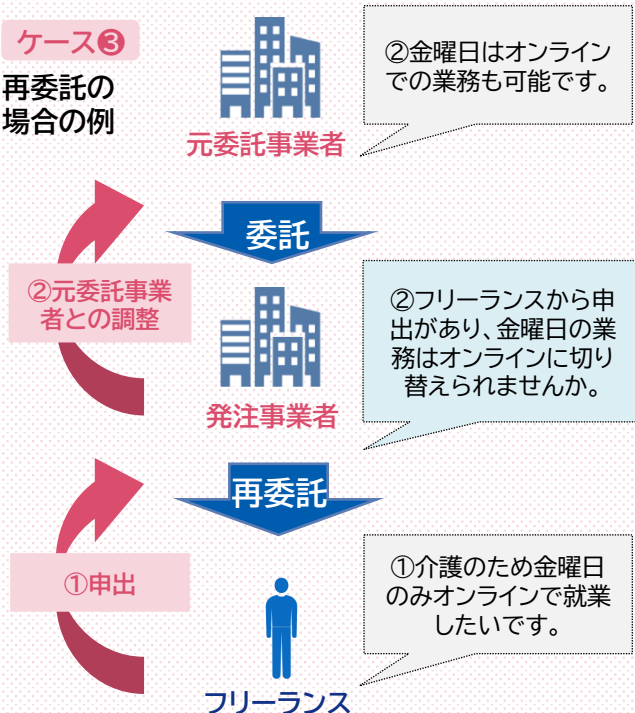 ケース❸
再委託の
場合の例
元委託事業者
②金曜日はオンライン
での業務も可能です。
委託
②元委託事業
者との調整
発注事業者
②フリーランスから申
出があり、金曜日の業
務はオンラインに切り
替えられませんか。
再委託
①申出
①介護のため金曜日
のみオンラインで就業
したいです。
フリーランス